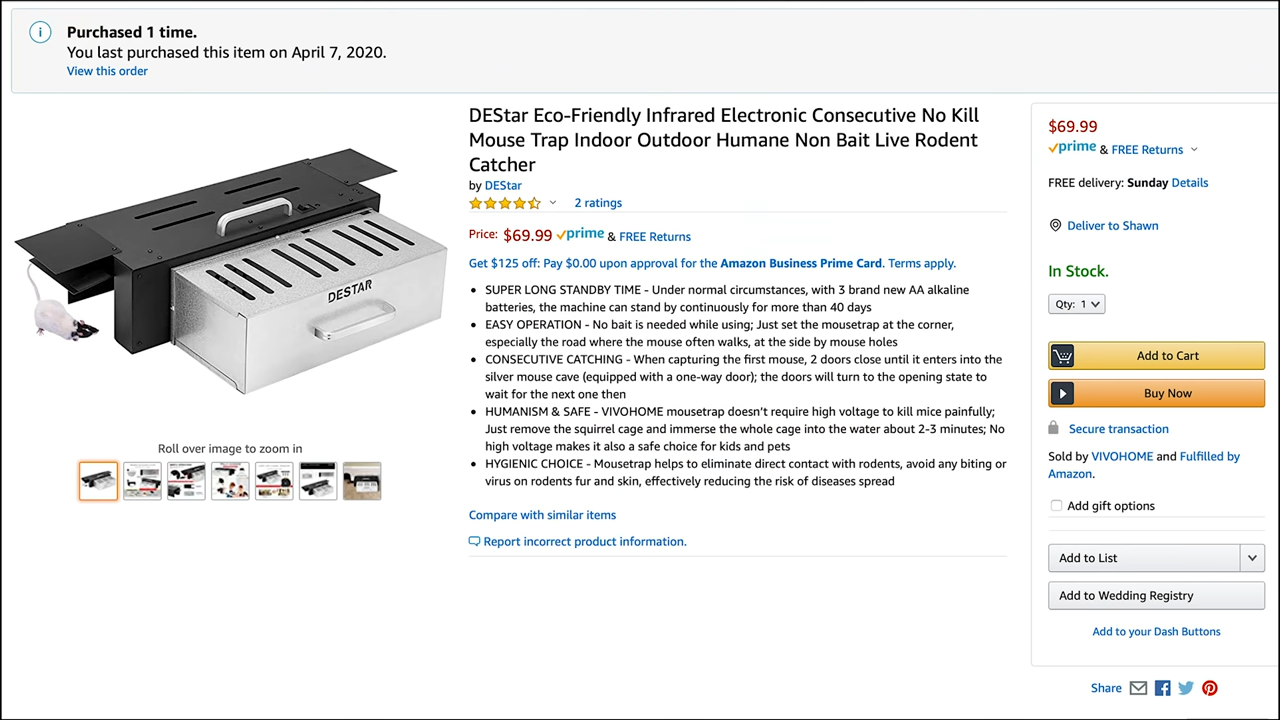 Purchased 1 time.
You last purchased this item on April 7, 2020.
View this order
DEStar Eco-Friendly Infrared Electronic Consecutive No Kill
Mouse Trap Indoor Outdoor Humane Non Bait Live Rodent
Catcher
by DEStar
2 ratings
Price: $69.99 prime & FREE Returns
Get $125 off: Pay $0.00 upon approval for the Amazon Business Prime Card. Terms apply.
• SUPER LONG STANDBY TIME - Under normal circumstances, with 3 brand new AA alkaline
batteries, the machine can stand by continuously for more than 40 days
• EASY OPERATION - No bait is needed while using; Just set the mousetrap at the corner,
especially the road where the mouse often walks, at the side by mouse holes
• CONSECUTIVE CATCHING - When capturing the first mouse, 2 doors close until it enters into the
silver mouse cave (equipped with a one-way door); the doors will turn to the opening state to
wait for the next one then
• HUMANISM & SAFE - VIVOHOME mousetrap doesn't require high voltage to kill mice painfully;
Just remove the squirrel cage and immerse the whole cage into the water about 2-3 minutes; No
high voltage makes it also a safe choice for kids and pets
• HYGIENIC CHOICE - Mousetrap helps to eliminate direct contact with rodents, avoid any biting or
virus on rodents fur and skin, effectively reducing the risk of diseases spread
Compare with similar items
Report incorrect product information.
DESTAR
Roll over image to zoom in
$69.99
prime & FREE Returns
FREE delivery: Sunday Details
Deliver to Shawn
In Stock.
Qty: 1
Add to Cart
Buy Now
Secure transaction
Sold by VIVOHOME and Fulfilled by
Amazon.
Add gift options
Add to List
Add to Wedding Registry
Add to your Dash Buttons
Share